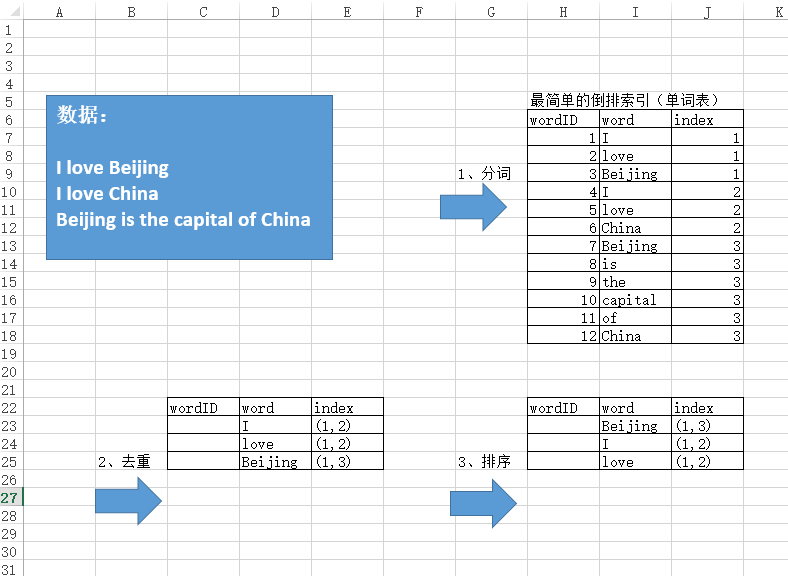 A B C D E F G H I J K
1
2
3
4
5 最简单的倒排索引（单词表）
6 数据： wordID word index
7 1 I 1
8 I love Beijing 2 love 1
9 1、分词 3 Beijing 1
10 I love China 4 I 2
11 Beijing is the capital of China 5 love 2
12 6 China 2
13 7 Beijing 3
14 8 is 3
15 9 the 3
16 10 capital 3
17 11 of 3
18 12 China 3
19
20
21
22 wordID word index wordID word index
23 I (1,2) Beijing (1,3)
24 love (1,2) I (1,2)
25 2、去重 Beijing (1,3) 3、排序 love (1,2)
26
27
28
29
30
31